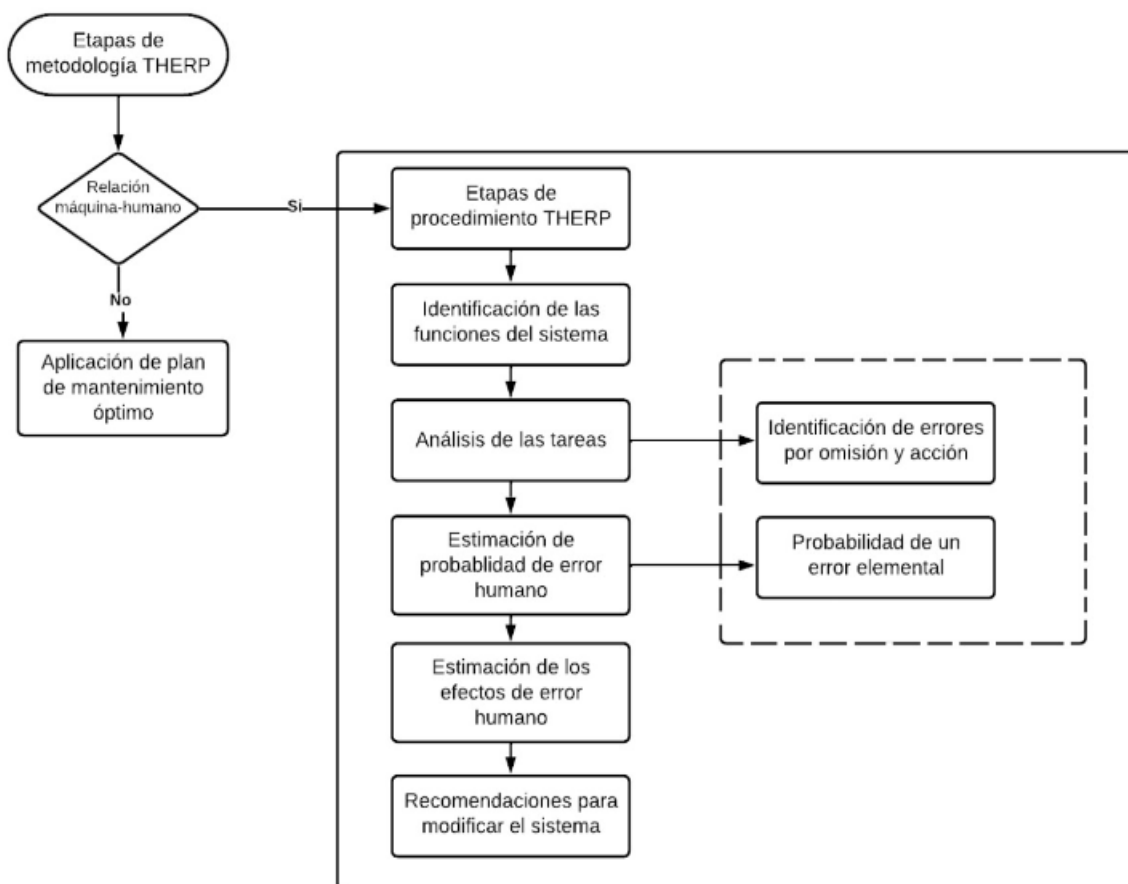 Etapas de
metodología THERP
Relación
máquina-humano
Si
No
Aplicación de plan
de mantenimiento
óptimo
Etapas de
procedimiento THERP
Identificación de las
funciones del sistema
Análisis de las tareas
Identificación de errores
por omisión y acción
Estimación de
probablidad de error
humano
Probabilidad de un
error elemental
Estimación de los
efectos de error
humano
Recomendaciones para
modificar el sistema